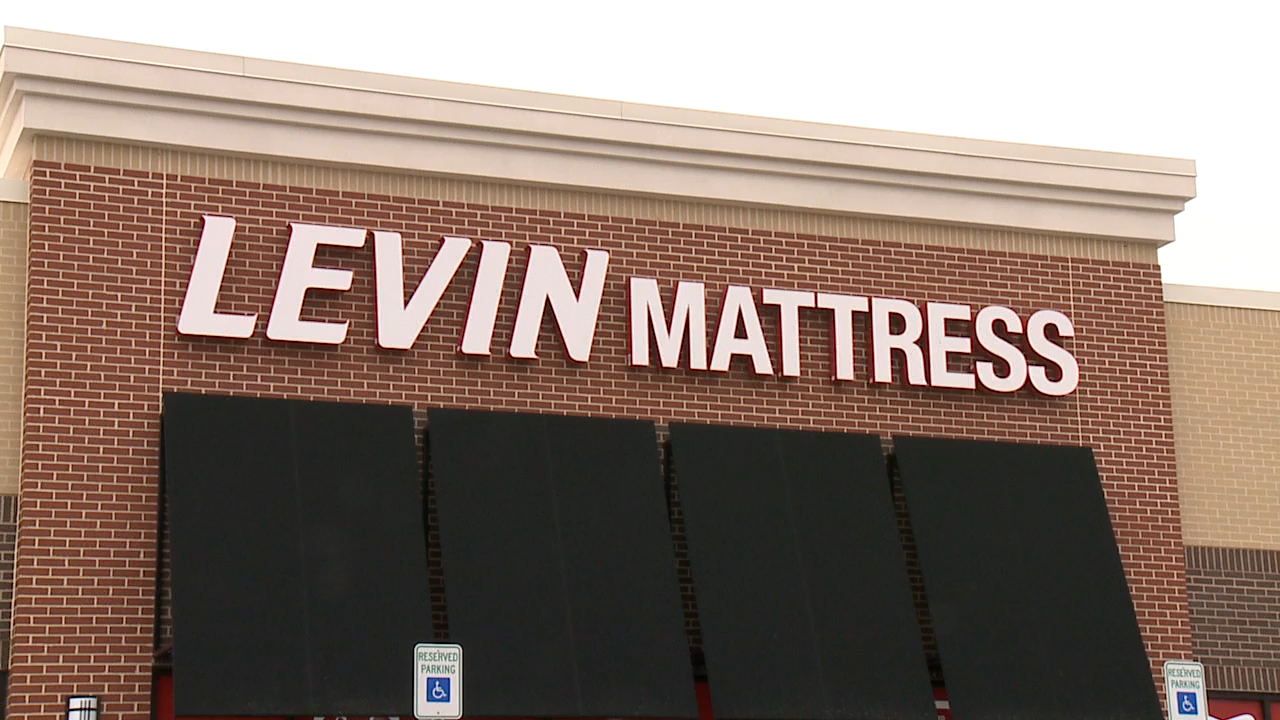 LEVIN MATTRESS
RESERVED
PARKING
RESERVED
PARKING